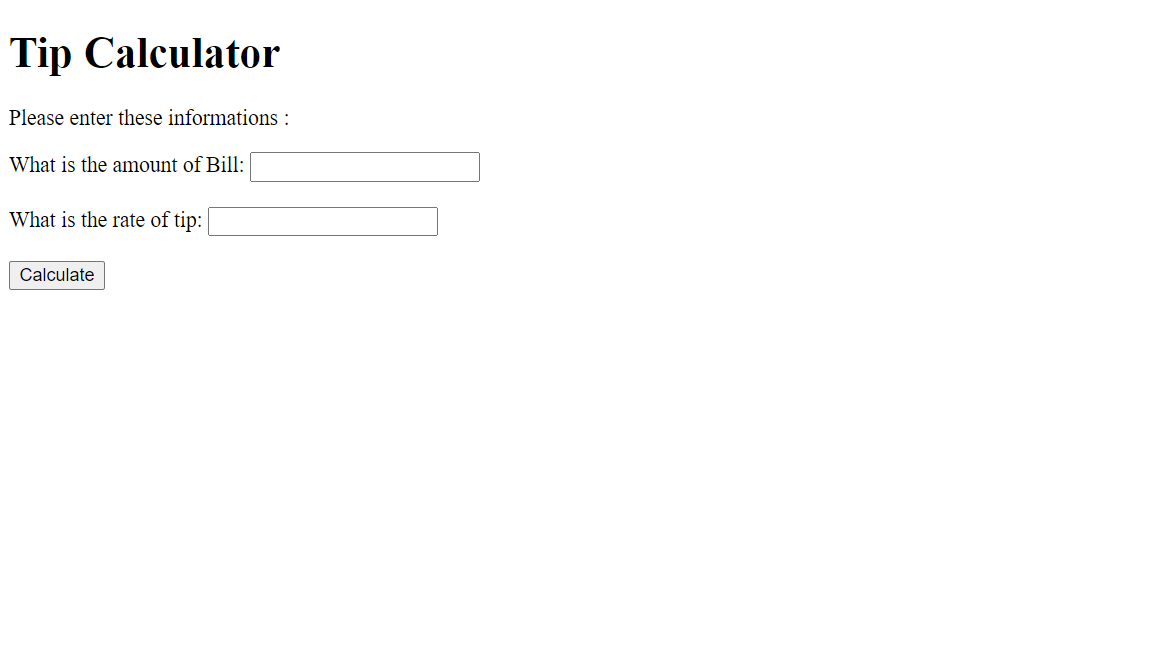 Tip Calculator
Please enter these informations :
What is the amount of Bill:
What is the rate of tip:
Calculate